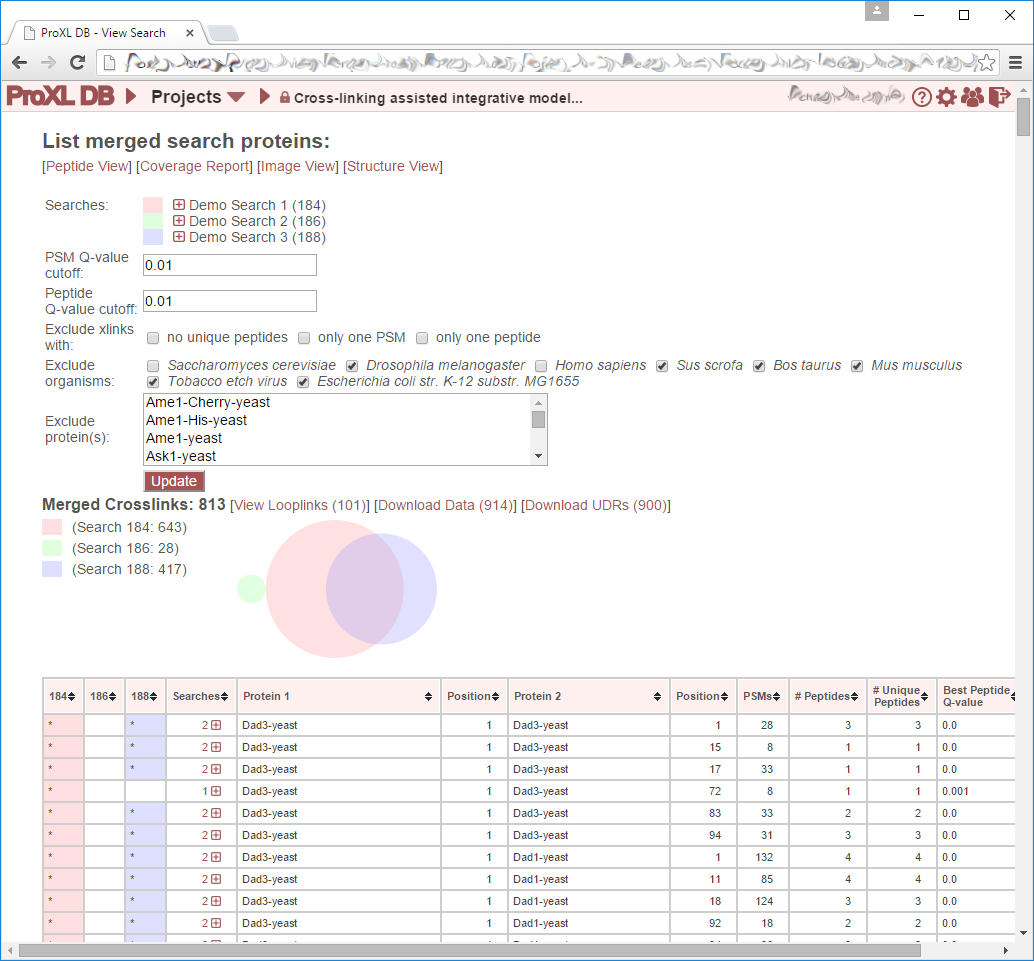 ProXL DB - View Search
ProXL DB Projects Cross-linking assisted integrative model...
List merged search proteins:
[Peptide View] [Coverage Report] [Image View] [Structure View]
Searches:
Demo Search 1 (184)
Demo Search 2 (186)
Demo Search 3 (188)
PSM Q-value
cutoff:
0.01
Peptide
Q-value cutoff:
0.01
Exclude xlinks
with:
no unique peptides only one PSM only one peptide
Exclude
organisms:
Saccharomyces cerevisiae Drosophila melanogaster Homo sapiens Sus scrofa Bos taurus Mus musculus
Tobacco etch virus Escherichia coli str. K-12 substr. MG1655
Exclude
protein(s):
Ame1-Cherry-yeast
Ame1-His-yeast
Ame1-yeast
Ask1-yeast
Update
Merged Crosslinks: 813 [View Looplinks (101)] [Download Data (914)] [Download UDRs (900)]
(Search 184: 643)
(Search 186: 28)
(Search 188: 417)
184 186 188 Searches Protein 1 Position Protein 2 Position PSMs # Peptides # Unique Peptides Best Peptide Q-value
* * 2 Dad3-yeast 1 Dad3-yeast 1 28 3 3 0.0
* * 2 Dad3-yeast 1 Dad3-yeast 15 8 1 1 0.0
* * 2 Dad3-yeast 1 Dad3-yeast 17 33 1 1 0.0
* 1 Dad3-yeast 1 Dad3-yeast 72 8 1 1 0.001
* * 2 Dad3-yeast 1 Dad3-yeast 83 33 2 2 0.0
* * 2 Dad3-yeast 1 Dad3-yeast 94 31 3 3 0.0
* * 2 Dad3-yeast 1 Dad1-yeast 1 132 4 4 0.0
* * 2 Dad3-yeast 1 Dad1-yeast 11 85 4 4 0.0
* * 2 Dad3-yeast 1 Dad1-yeast 18 124 3 3 0.0
* * 2 Dad3-yeast 1 Dad1-yeast 92 18 2 2 0.0